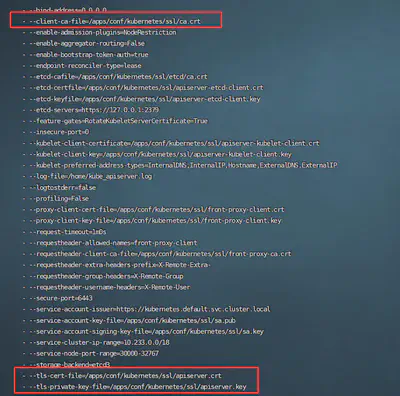 - --bind-address=0.0.0.0
- --client-ca-file=/apps/conf/kubernetes/ssl/ca.crt
- --enable-admission-plugins=NodeRestriction
- --enable-aggregator-routing=False
- --enable-bootstrap-token-auth=true
- --endpoint-reconciler-type=lease
- --etcd-cafile=/apps/conf/kubernetes/ssl/etcd/ca.crt
- --etcd-certfile=/apps/conf/kubernetes/ssl/apiserver-etcd-client.crt
- --etcd-keyfile=/apps/conf/kubernetes/ssl/apiserver-etcd-client.key
- --etcd-servers=https://127.0.0.1:2379
- --feature-gates=RotateKubeletServerCertificate=True
- --insecure-port=0
- --kubelet-client-certificate=/apps/conf/kubernetes/ssl/apiserver-kubelet-client.crt
- --kubelet-client-key=/apps/conf/kubernetes/ssl/apiserver-kubelet-client.key
- --kubelet-preferred-address-types=InternalDNS,InternalIP,Hostname,ExternalDNS,ExternalIP
- --log-file=/home/kube_apiserver.log
- --logtostderr=false
- --profiling=False
- --proxy-client-cert-file=/apps/conf/kubernetes/ssl/front-proxy-client.crt
- --proxy-client-key-file=/apps/conf/kubernetes/ssl/front-proxy-client.key
- --request-timeout=1m0s
- --requestheader-allowed-names=front-proxy-client
- --requestheader-client-ca-file=/apps/conf/kubernetes/ssl/front-proxy-ca.crt
- --requestheader-extra-headers-prefix=X-Remote-Extra-
- --requestheader-group-headers=X-Remote-Group
- --requestheader-username-headers=X-Remote-User
- --secure-port=6443
- --service-account-issuer=https://kubernetes.default.svc.cluster.local
- --service-account-key-file=/apps/conf/kubernetes/ssl/sa.pub
- --service-account-signing-key-file=/apps/conf/kubernetes/ssl/sa.key
- --service-cluster-ip-range=10.233.0.0/18
- --service-node-port-range=30000-32767
- --storage-backend=etcd3
- --tls-cert-file=/apps/conf/kubernetes/ssl/apiserver.crt
- --tls-private-key-file=/apps/conf/kubernetes/ssl/apiserver.key